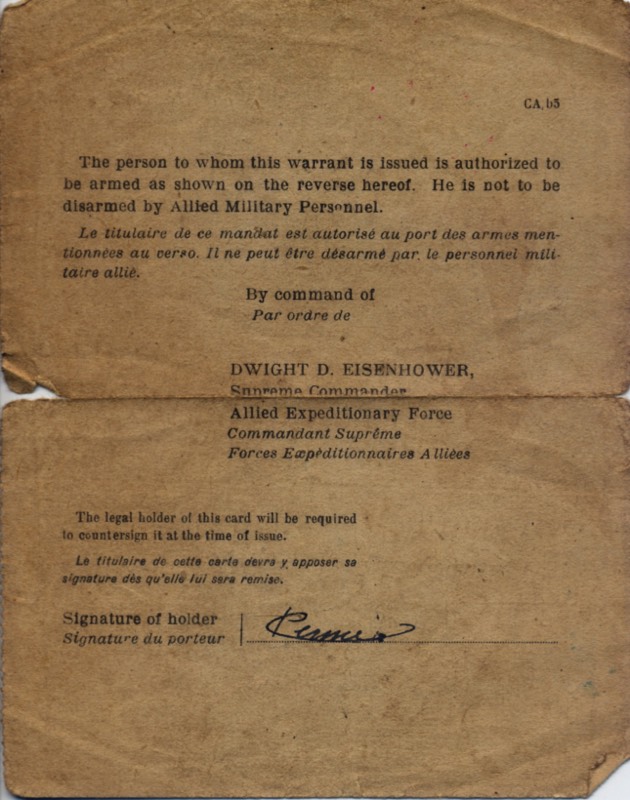 CA, b5
The person to whom this warrant is issued is authorized to
be armed as shown on the reverse hereof. He is not to be
disarmed by Allied Military Personnel.
Le titulaire de ce mandat est autorisé au port des armes men-
tionnées au verso. Il ne peut être désarmé par le personnel mili-
taire allié.
By command of
Par ordre de
DWIGHT D. EISENHOWER,
Supreme Commander
Allied Expeditionary Force
Commandant Suprême
Forces Expéditionnaires Alliées
The legal holder of this card will be required
to countersign it at the time of issue.
Le titulaire de cette carte devra y apposer sa
signature dès qu'elle lui sera remise.
Signature of holder
Signature du porteur